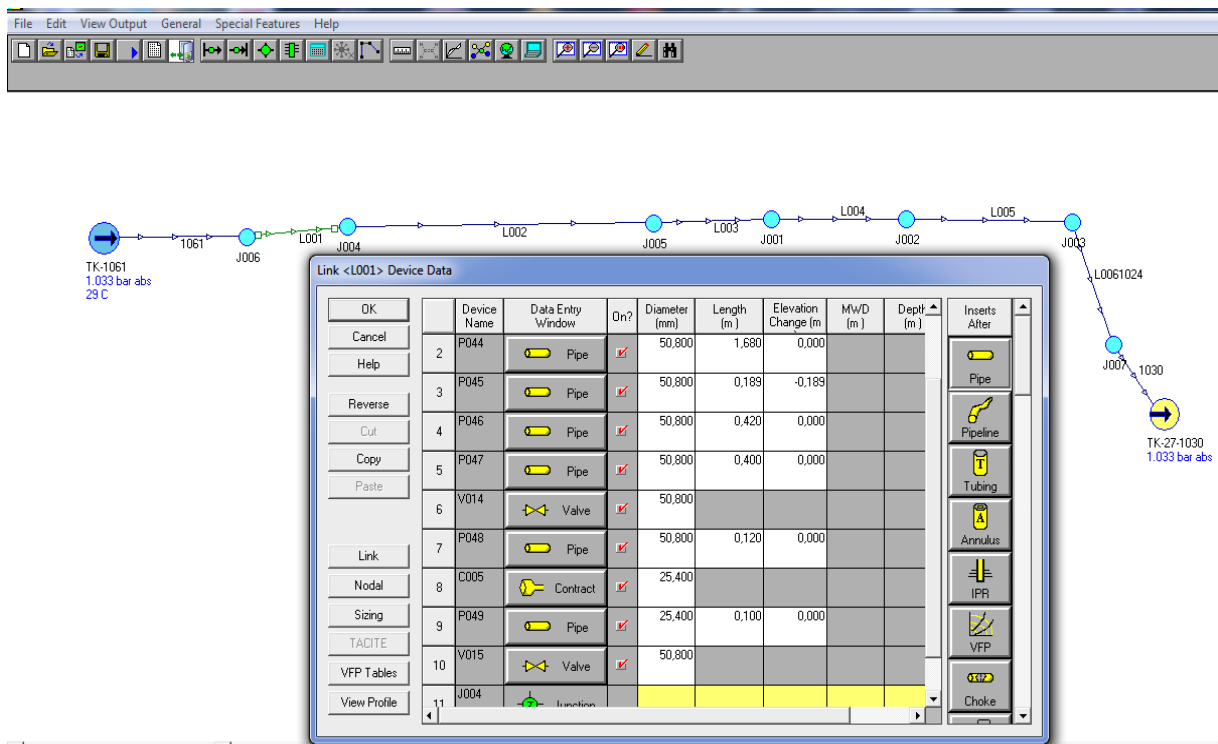 File Edit View Output General Special Features Help
TK-1061
1.033 bar abs
29 C
1061
J006
L001
J004
L002
J005
L003
J001
L004
J002
L005
J003
L0061024
J007
1030
TK-27-1030
1.033 bar abs
Link <L001> Device Data
OK
Cancel
Help
Reverse
Cut
Copy
Paste
Link
Nodal
Sizing
TACITE
VFP Tables
View Profile
Device Name Data Entry Window On? Diameter (mm) Length (m ) Elevation Change (m MWD (m ) Depth (m )
2 P044 Pipe 50,800 1,680 0,000
3 P045 Pipe 50,800 0,189 -0,189
4 P046 Pipe 50,800 0,420 0,000
5 P047 Pipe 50,800 0,400 0,000
6 V014 Valve 50,800
7 P048 Pipe 50,800 0,120 0,000
8 C005 Contract 25,400
9 P049 Pipe 25,400 0,100 0,000
10 V015 Valve 50,800
11 J004 Junction
Inserts After
Pipe
Pipeline
T
Tubing
A
Annulus
IPR
VFP
Choke